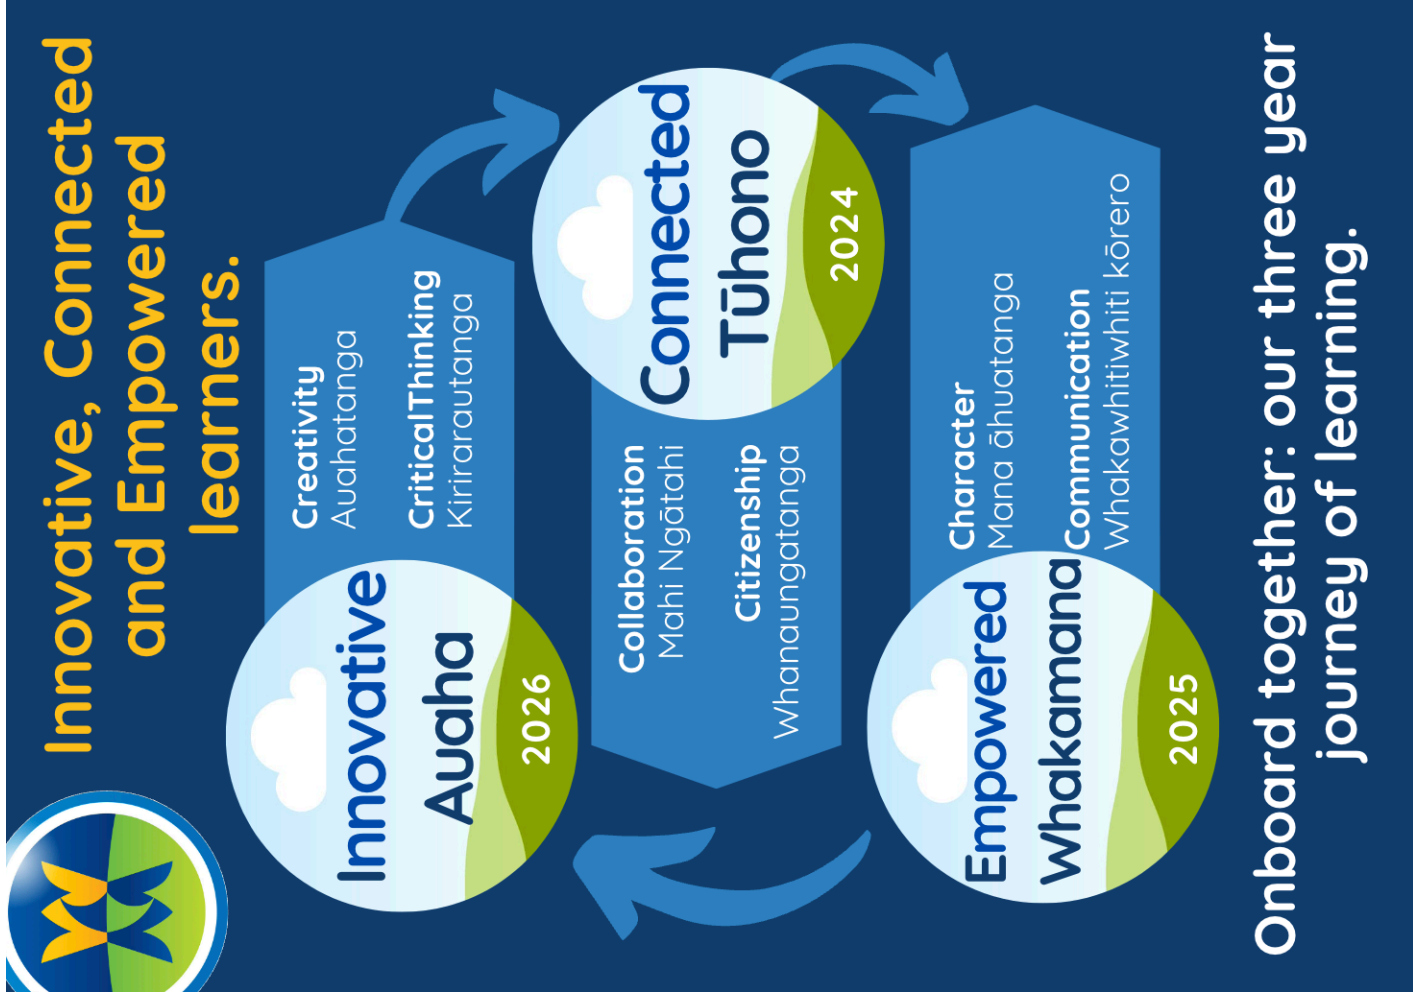 Innovative, Connected
and Empowered
learners.
Innovative
Auaha
2026
Creativity
Auahatanga
CriticalThinking
Kirirarautanga
Connected
Tūhono
2024
Collaboration
Mahi Ngātahi
Citizenship
Whanaungatanga
Empowered
Whakamana
2025
Character
Mana āhuatanga
Communication
Whakawhitiwhiti kōrero
Onboard together: our three year
journey of learning.